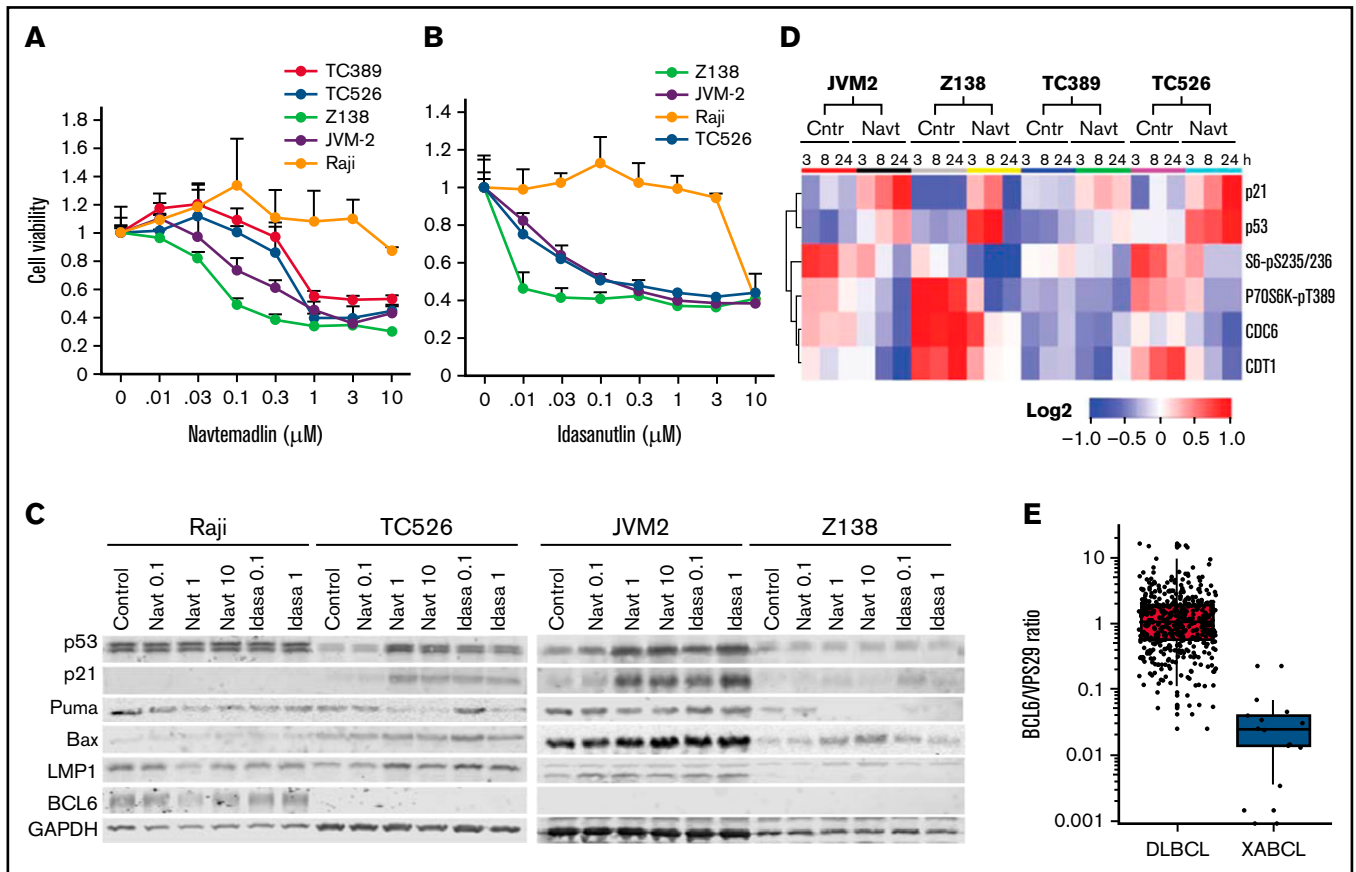 A
TC389
TC526
Z138
JVM-2
Raji
1.8
1.6
1.4
1.2
1
0.8
0.6
0.4
0.2
0
Cell viability
0 .01 .03 0.1 0.3 1 3 10
Navtemadlin (μM)
B
Z138
JVM-2
Raji
TC526
1.4
1.2
1.0
0.8
0.6
0.4
0.2
0
0 .01 .03 0.1 0.3 1 3 10
Idasanutlin (μM)
D
JVM2 Z138 TC389 TC526
Cntr Navt Cntr Navt Cntr Navt Cntr Navt
3 8 24 3 8 24 3 8 24 3 8 24 3 8 24 3 8 24 3 8 24 3 8 24 h
p21
p53
S6-pS235/236
P70S6K-pT389
CDC6
CDT1
Log2
−1.0 −0.5 0 0.5 1.0
C
Raji TC526 JVM2 Z138
Control Navt 0.1 Navt 1 Navt 10 Idasa 0.1 Idasa 1 Control Navt 0.1 Navt 1 Navt 10 Idasa 0.1 Idasa 1 Control Navt 0.1 Navt 1 Navt 10 Idasa 0.1 Idasa 1 Control Navt 0.1 Navt 1 Navt 10 Idasa 0.1 Idasa 1
p53
p21
Puma
Bax
LMP1
BCL6
GAPDH
E
BCL6/VPS29 ratio
10
1
0.1
0.01
0.001
DLBCL XABCL